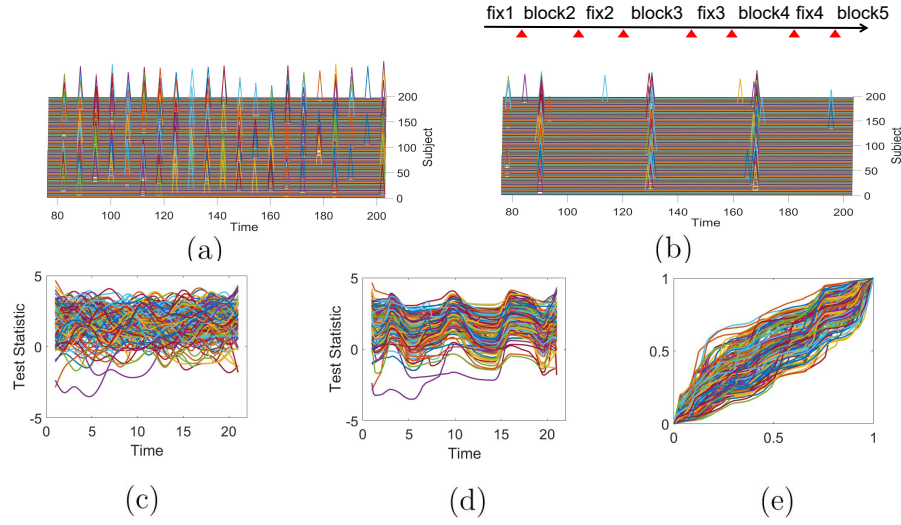 fix1 block2 fix2 block3 fix3 block4 fix4 block5
200
150
100
50
0
Subject
80 100 120 140 160 180 200
Time
(a)
200
150
100
50
0
Subject
80 100 120 140 160 180 200
Time
(b)
5
0
-5
Test Statistic
0 5 10 15 20
Time
(c)
5
0
-5
Test Statistic
0 5 10 15 20
Time
(d)
1
0.5
0
0 0.5 1
(e)